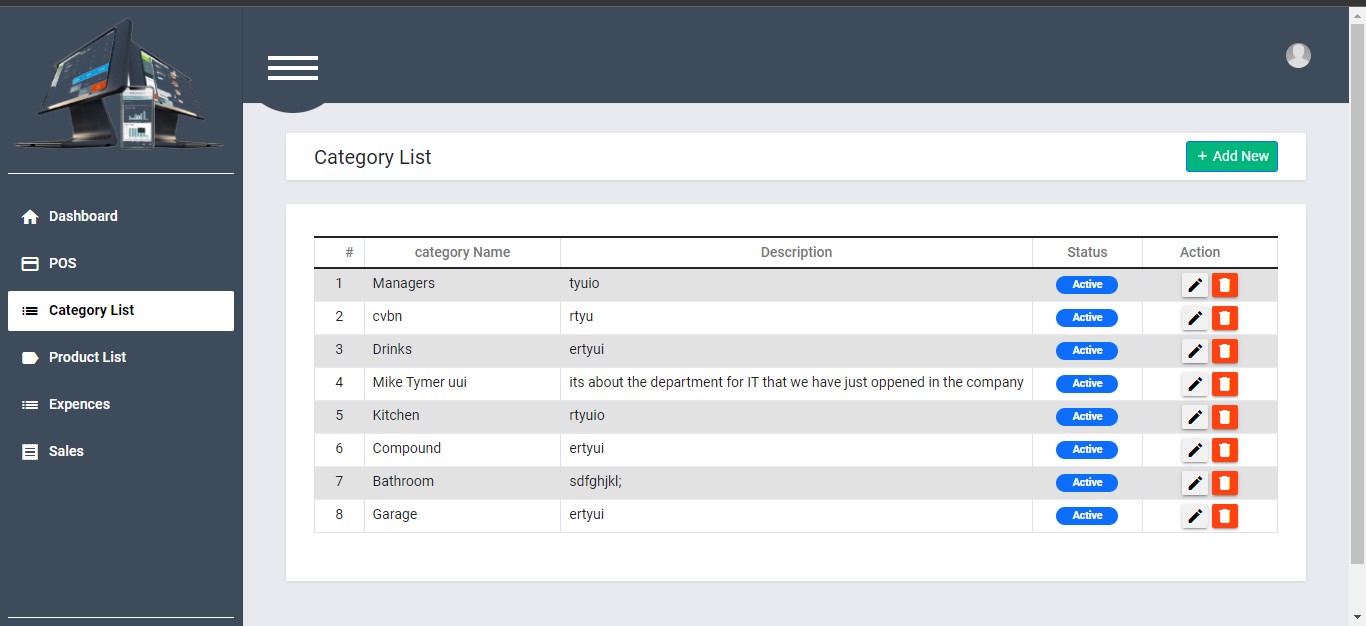 Category List
+ Add New
Dashboard
POS
Category List
Product List
Expences
Sales
# category Name Description Status Action
1 Managers tyuio Active
2 cvbn rtyu Active
3 Drinks ertyui Active
4 Mike Tymer uui its about the department for IT that we have just oppened in the company Active
5 Kitchen rtyuio Active
6 Compound ertyui Active
7 Bathroom sdfghjkl; Active
8 Garage ertyui Active